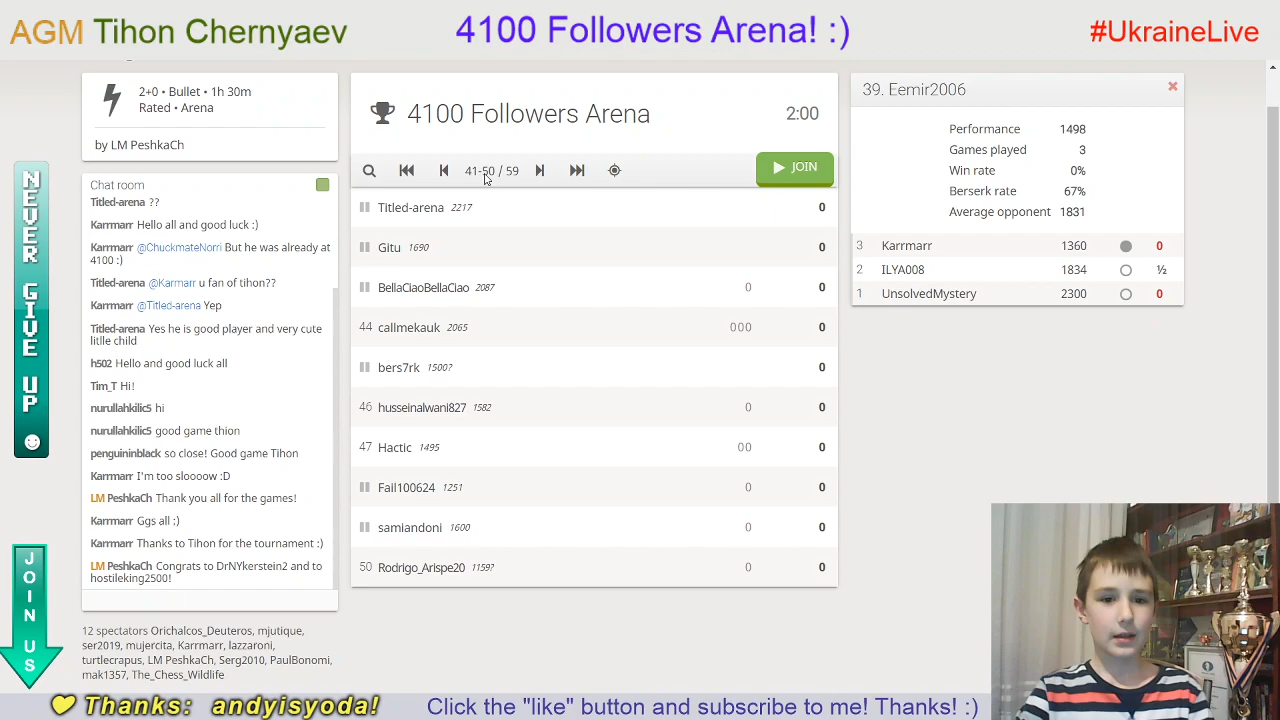 AGM Tihon Chernyaev
4100 Followers Arena! :)
#UkraineLive
2+0 • Bullet • 1h 30m
Rated • Arena
by LM PeshkaCh
Chat room
Titled-arena ??
Karrmarr Hello all and good luck :)
Karrmarr @ChuckmateNorri But he was already at
4100 :)
Titled-arena @Karmarr u fan of tihon??
Karrmarr @Titled-arena Yep
Titled-arena Yes he is good player and very cute
litlle child
h502 Hello and good luck all
Tim_T Hi!
nurullahkilic5 hi
nurullahkilic5 good game thion
penguininblack so close! Good game Tihon
Karrmarr I'm too sloooow :D
LM PeshkaCh Thank you all for the games!
Karrmarr Ggs all :)
Karrmarr Thanks to Tihon for the tournament :)
LM PeshkaCh Congrats to DrNYkerstein2 and to
hostileking2500!
12 spectators Orichalcos_Deuteros, mjutique,
ser2019, mujercita, Karrmarr, lazzaroni,
turtlecrapus, LM PeshkaCh, Serg2010, PaulBonomi,
mak1357, The_Chess_Wildlife
4100 Followers Arena 2:00
41-50 / 59 JOIN
Titled-arena 2217 0
Gitu 1690 0
BellaCiaoBellaCiao 2087 0 0
44 callmekauk 2065 000 0
bers7rk 1500? 0
46 husseinalwani827 1582 0 0
47 Hactic 1495 00 0
Fail100624 1251 0 0
samiandoni 1600 0 0
50 Rodrigo_Arispe20 1159? 0 0
39. Eemir2006
Performance 1498
Games played 3
Win rate 0%
Berserk rate 67%
Average opponent 1831
3 Karrmarr 1360 0
2 ILYA008 1834 ½
1 UnsolvedMystery 2300 0
NEVER GIVE UP
JOIN US
Thanks: andyisyoda!
Click the "like" button and subscribe to me! Thanks! :)